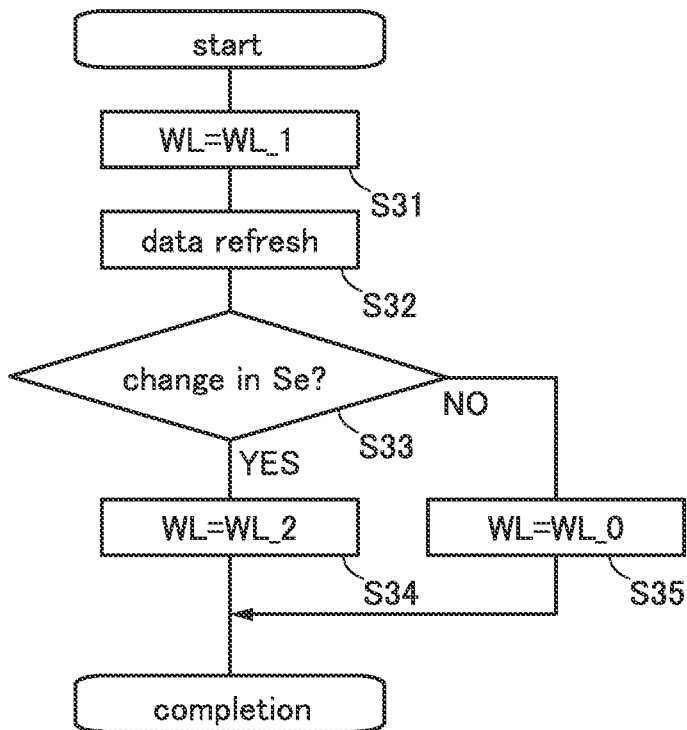 start
WL=WL_1
S31
data refresh
S32
change in Se?
NO
S33
YES
WL=WL_2
WL=WL_0
S34
S35
completion